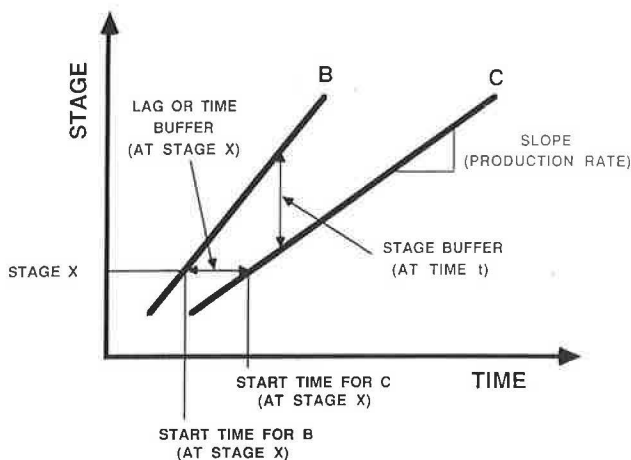 STAGE
B
C
LAG OR TIME
BUFFER
(AT STAGE X)
SLOPE
(PRODUCTION RATE)
STAGE BUFFER
(AT TIME t)
STAGE X
START TIME FOR C
(AT STAGE X)
TIME
START TIME FOR B
(AT STAGE X)